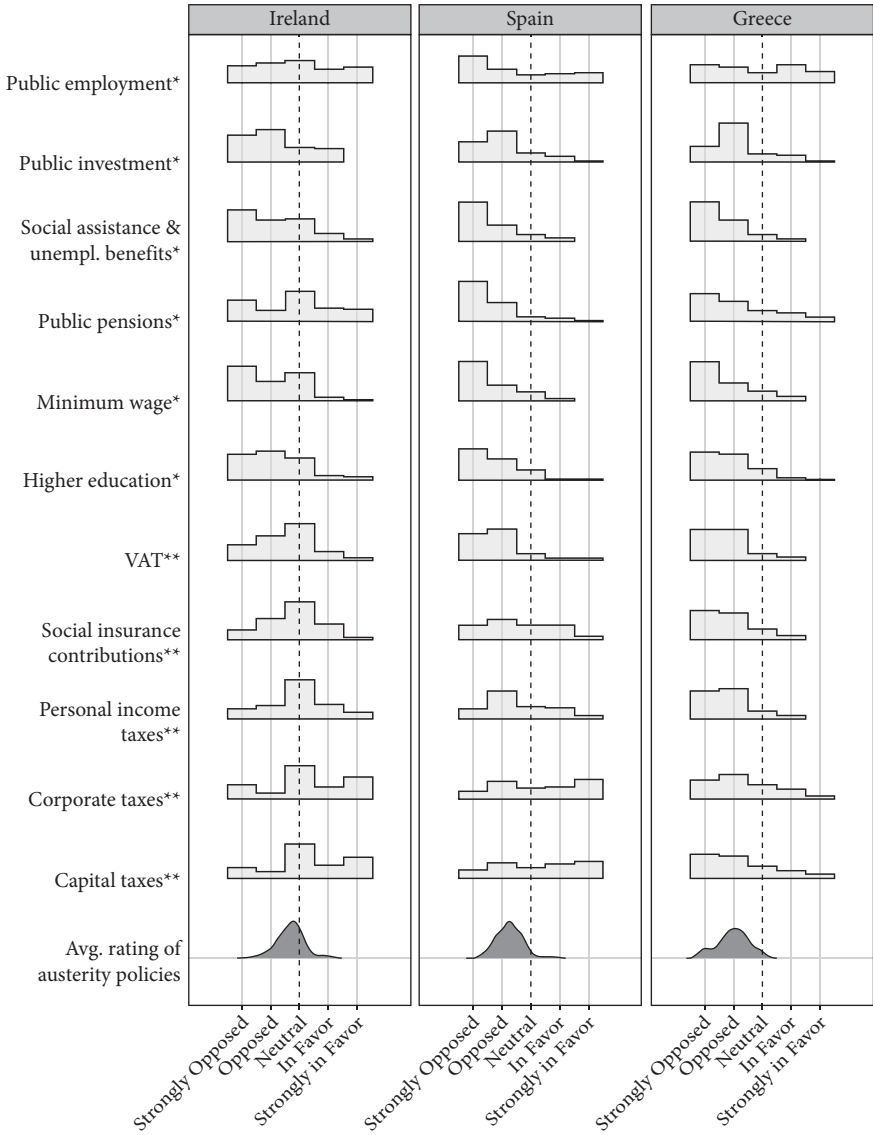 Ireland
Spain
Greece
Public employment*
Public investment*
Social assistance &
unempl. benefits*
Public pensions*
Minimum wage*
Higher education*
VAT**
Social insurance
contributions**
Personal income
taxes**
Corporate taxes**
Capital taxes**
Avg. rating of
austerity policies
Strongly Opposed
Opposed
Neutral
In Favor
Strongly in Favor
Strongly Opposed
Opposed
Neutral
In Favor
Strongly in Favor
Strongly Opposed
Opposed
Neutral
In Favor
Strongly in Favor